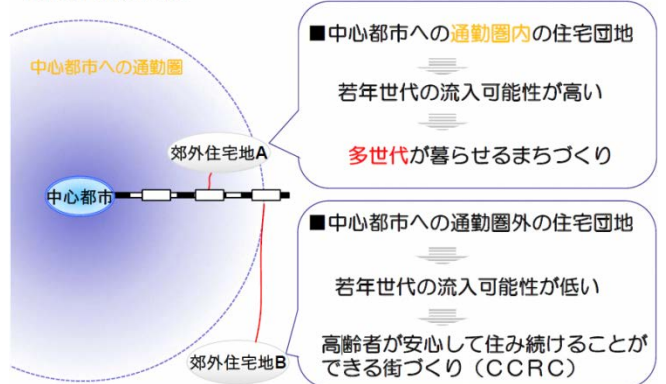 中心都市への通勤圏
郊外住宅地A
中心都市
郊外住宅地B
■中心都市への通勤圏内の住宅団地
若年世代の流入可能性が高い
多世代が暮らせるまちづくり
■中心都市への通勤圏外の住宅団地
若年世代の流入可能性が低い
高齢者が安心して住み続けることが
できる街づくり（CCRC）